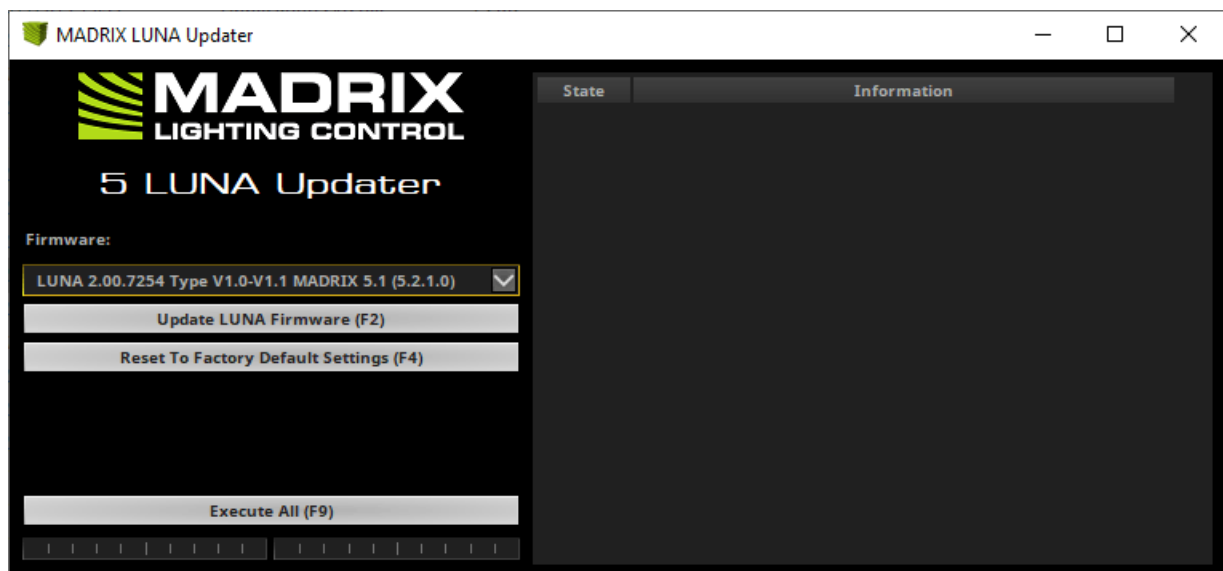 MADRIX LUNA Updater
MADRIX
LIGHTING CONTROL
5 LUNA Updater
Firmware:
LUNA 2.00.7254 Type V1.0-V1.1 MADRIX 5.1 (5.2.1.0)
Update LUNA Firmware (F2)
Reset To Factory Default Settings (F4)
Execute All (F9)
State Information